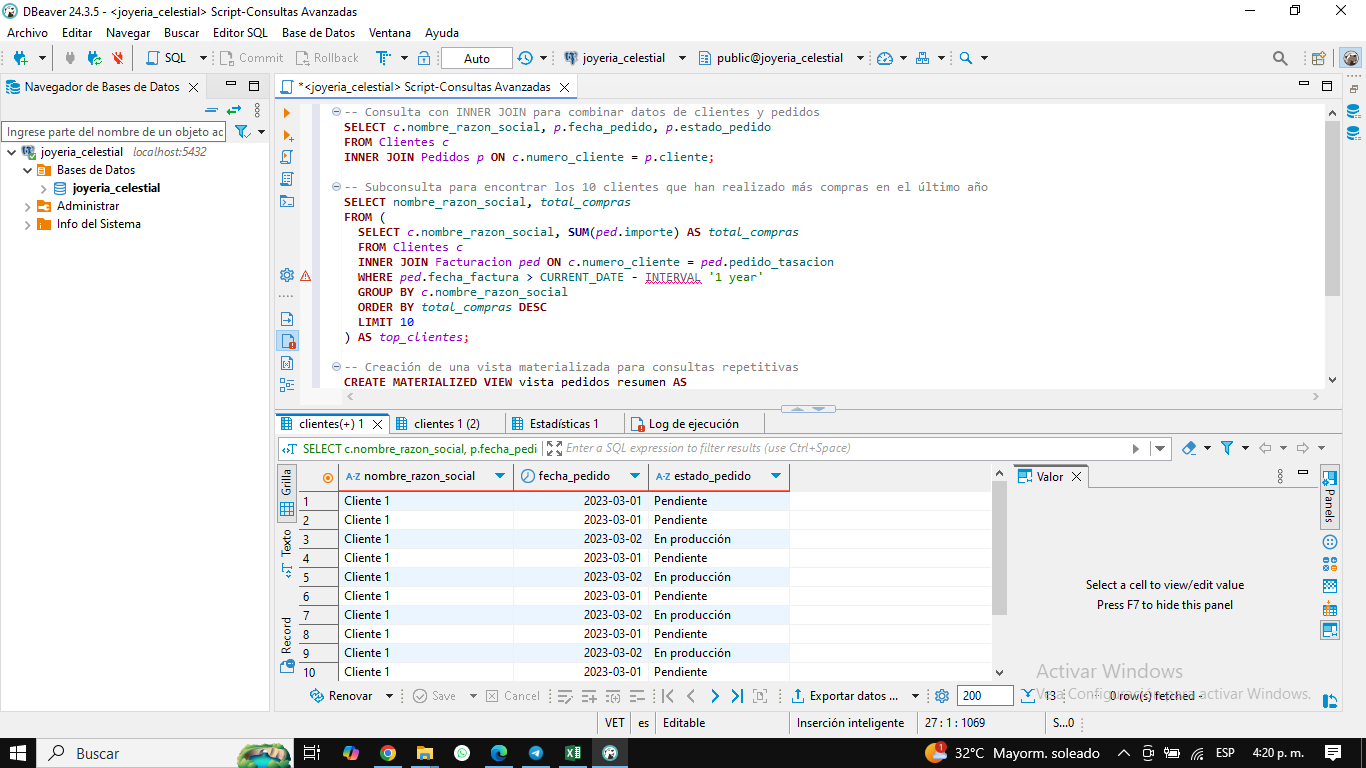 DBeaver 24.3.5 - <joyeria_celestial> Script-Consultas Avanzadas
Archivo Editar Navegar Buscar Editor SQL Base de Datos Ventana Ayuda
SQL Commit Rollback Auto joyeria_celestial public@joyeria_celestial
Navegador de Bases de Datos
*<joyeria_celestial> Script-Consultas Avanzadas
Ingrese parte del nombre de un objeto ac
joyeria_celestial localhost:5432
Bases de Datos
joyeria_celestial
Administrar
Info del Sistema
-- Consulta con INNER JOIN para combinar datos de clientes y pedidos
SELECT c.nombre_razon_social, p.fecha_pedido, p.estado_pedido
FROM Clientes c
INNER JOIN Pedidos p ON c.numero_cliente = p.cliente;
-- Subconsulta para encontrar los 10 clientes que han realizado más compras en el último año
SELECT nombre_razon_social, total_compras
FROM (
SELECT c.nombre_razon_social, SUM(ped.importe) AS total_compras
FROM Clientes c
INNER JOIN Facturacion ped ON c.numero_cliente = ped.pedido_tasacion
WHERE ped.fecha_factura > CURRENT_DATE - INTERVAL '1 year'
GROUP BY c.nombre_razon_social
ORDER BY total_compras DESC
LIMIT 10
) AS top_clientes;
-- Creación de una vista materializada para consultas repetitivas
CREATE MATERIALIZED VIEW vista pedidos resumen AS
clientes(+) 1 clientes 1 (2) Estadísticas 1 Log de ejecución
SELECT c.nombre_razon_social, p.fecha_pedi Enter a SQL expression to filter results (use Ctrl+Space)
Grilla
Texto
Record
nombre_razon_social fecha_pedido estado_pedido
1 Cliente 1 2023-03-01 Pendiente
2 Cliente 1 2023-03-01 Pendiente
3 Cliente 1 2023-03-02 En producción
4 Cliente 1 2023-03-01 Pendiente
5 Cliente 1 2023-03-02 En producción
6 Cliente 1 2023-03-01 Pendiente
7 Cliente 1 2023-03-02 En producción
8 Cliente 1 2023-03-01 Pendiente
9 Cliente 1 2023-03-02 En producción
10 Cliente 1 2023-03-01 Pendiente
Valor
Panels
Select a cell to view/edit value
Press F7 to hide this panel
Activar Windows
activar Windows.
Renovar Save Cancel Exportar datos ... 200 13 0 row(s) fetched -
VET es Editable Inserción inteligente 27 : 1 : 1069 S...0
Buscar 1 32°C Mayorm. soleado ESP 4:20 p. m.